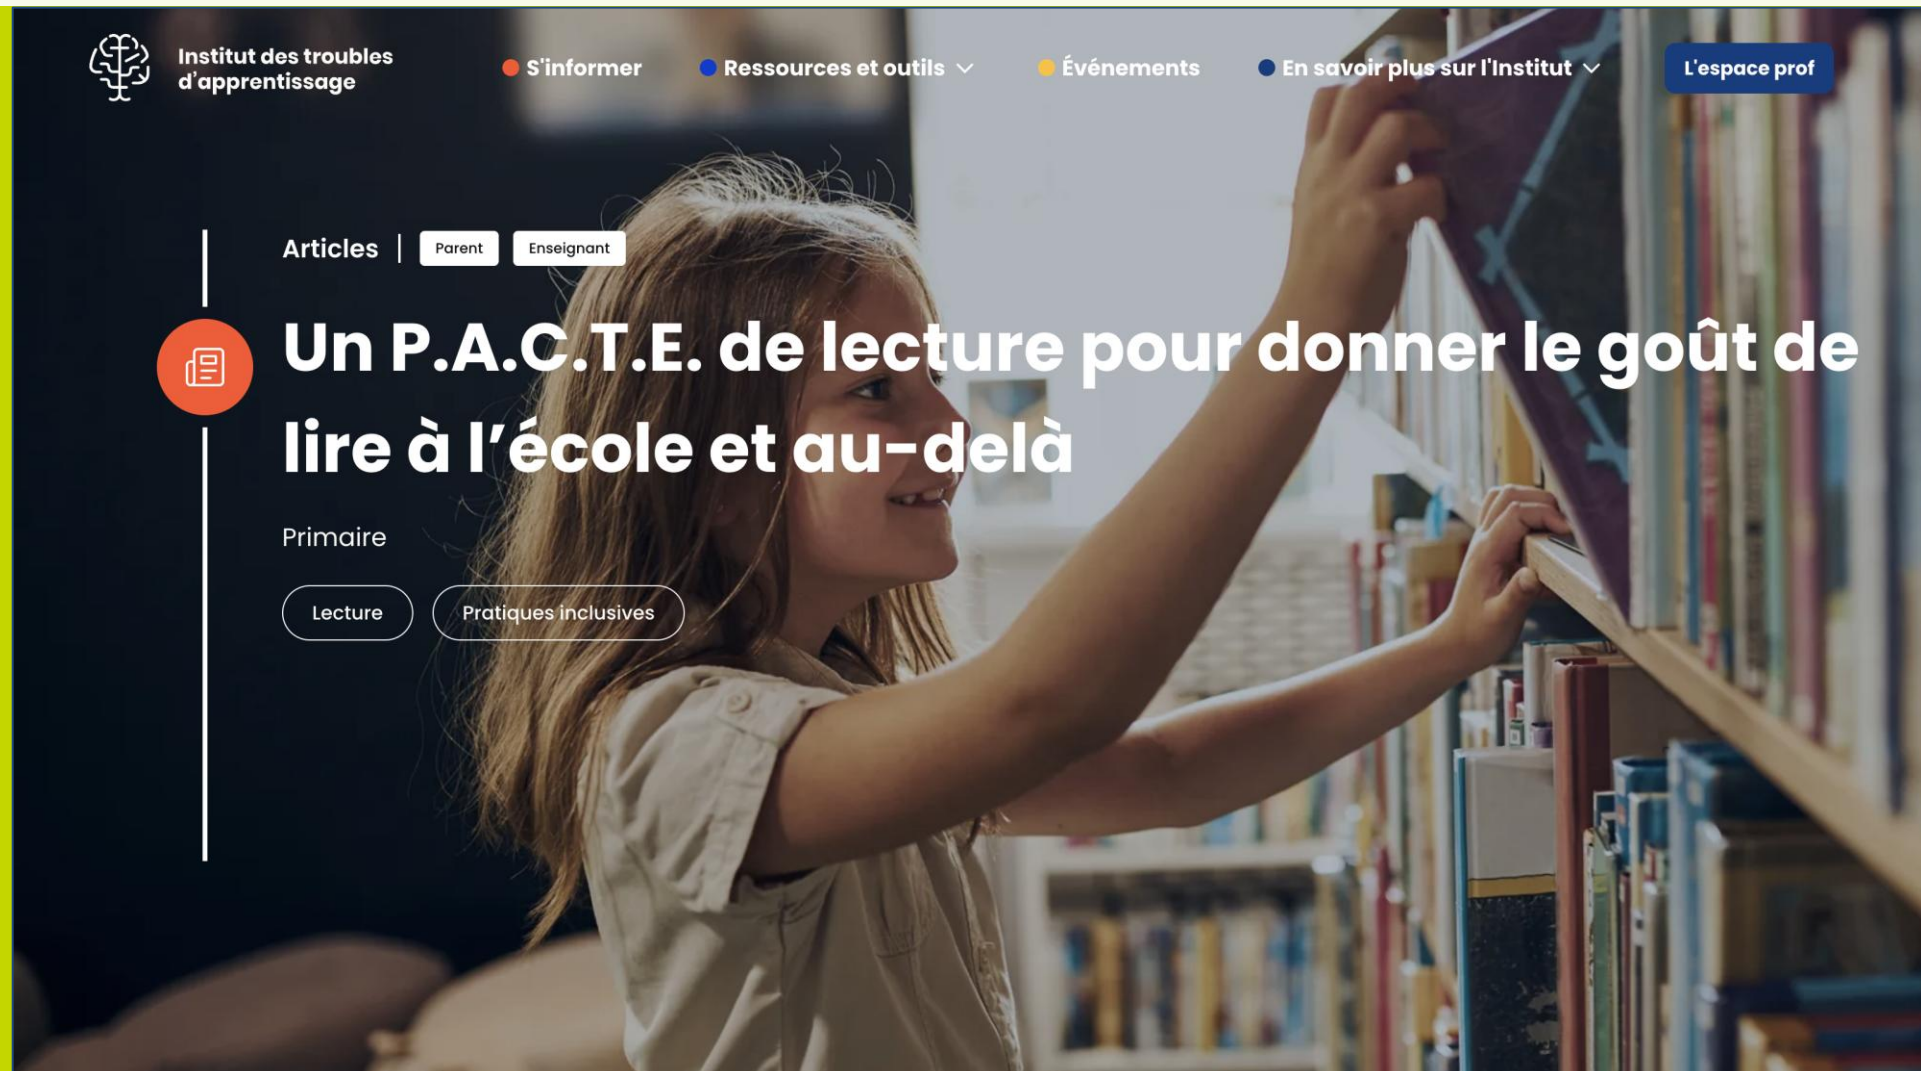 Institut des troubles
d'apprentissage
S'informer
Ressources et outils
Événements
En savoir plus sur l'Institut
L'espace prof
Articles | Parent Enseignant
Un P.A.C.T.E. de lecture pour donner le goût de
lire à l’école et au-delà
Primaire
Lecture Pratiques inclusives